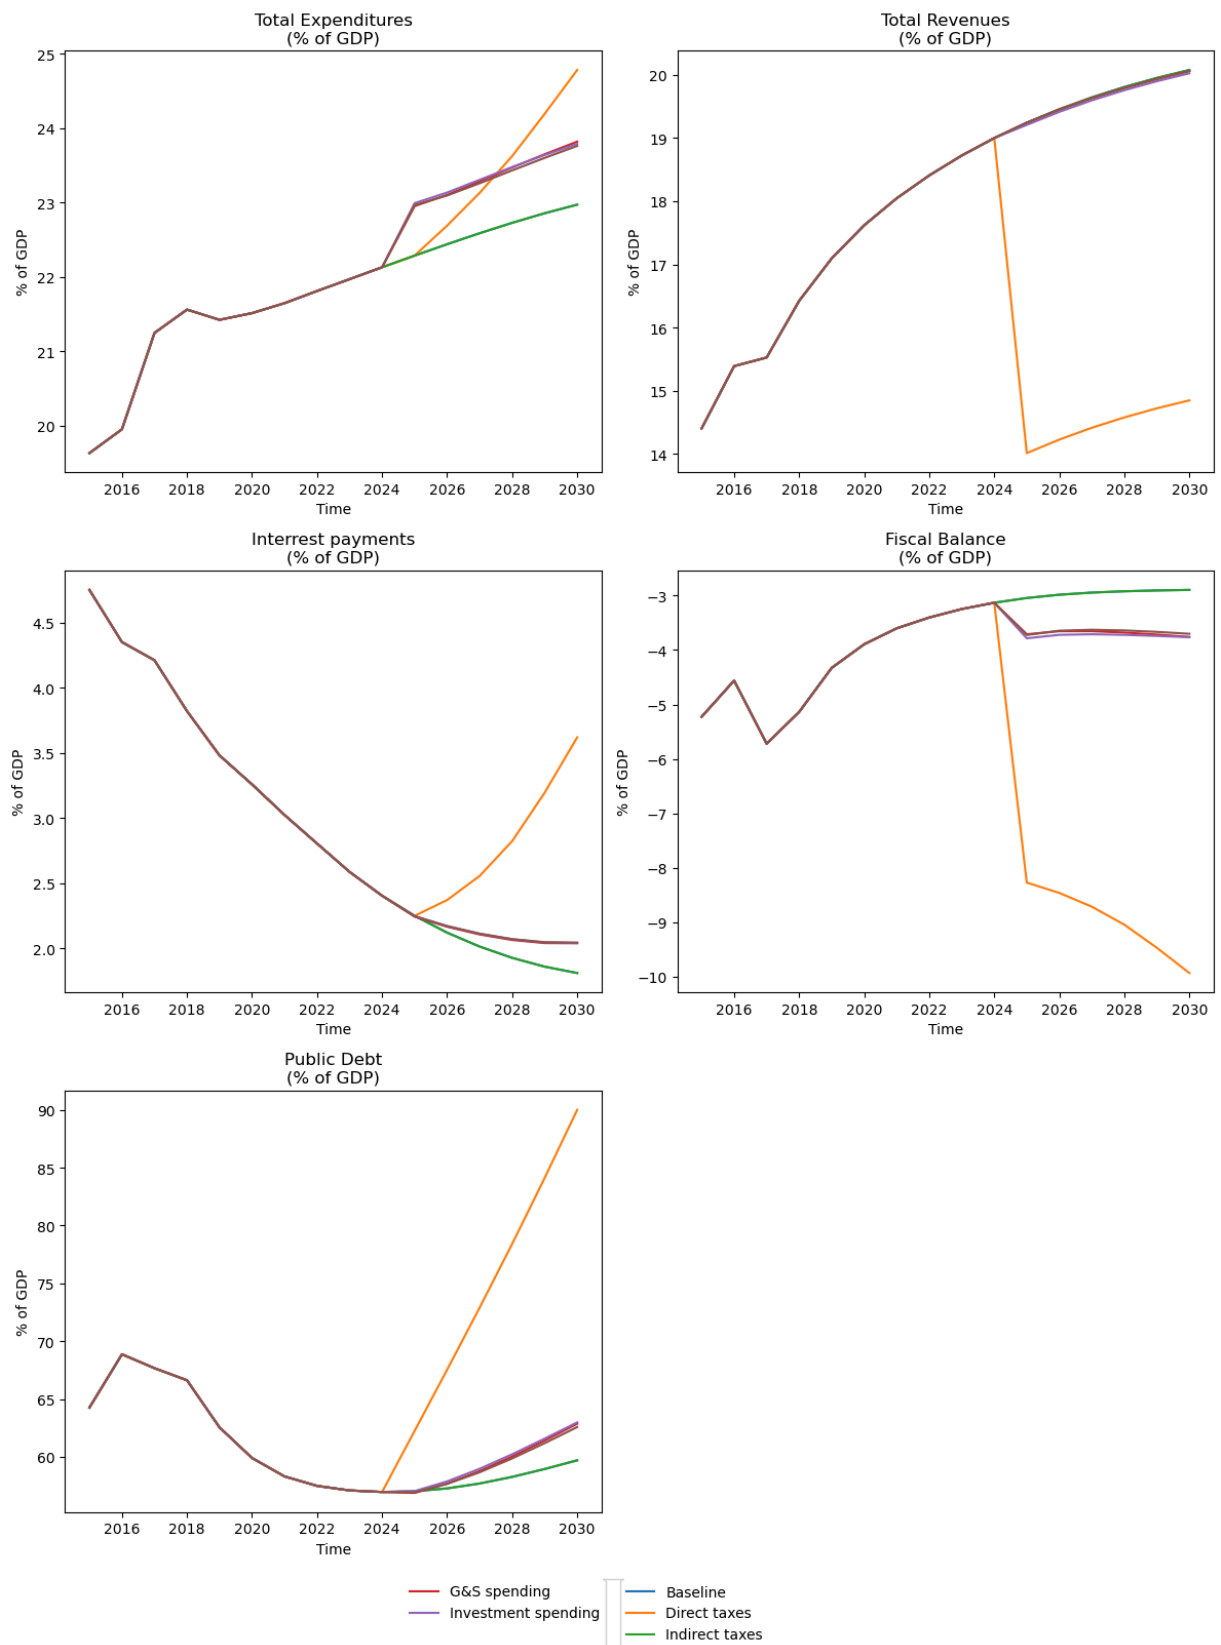 Total Expenditures
(% of GDP)
25
24
23
22
21
20
% of GDP
2016 2018 2020 2022 2024 2026 2028 2030
Time
Total Revenues
(% of GDP)
20
19
18
17
16
15
14
% of GDP
2016 2018 2020 2022 2024 2026 2028 2030
Time
Interrest payments
(% of GDP)
4.5
4.0
3.5
3.0
2.5
2.0
% of GDP
2016 2018 2020 2022 2024 2026 2028 2030
Time
Fiscal Balance
(% of GDP)
−3
−4
−5
−6
−7
−8
−9
−10
% of GDP
2016 2018 2020 2022 2024 2026 2028 2030
Time
Public Debt
(% of GDP)
90
85
80
75
70
65
60
% of GDP
2016 2018 2020 2022 2024 2026 2028 2030
Time
G&S spending
Investment spending
Baseline
Direct taxes
Indirect taxes